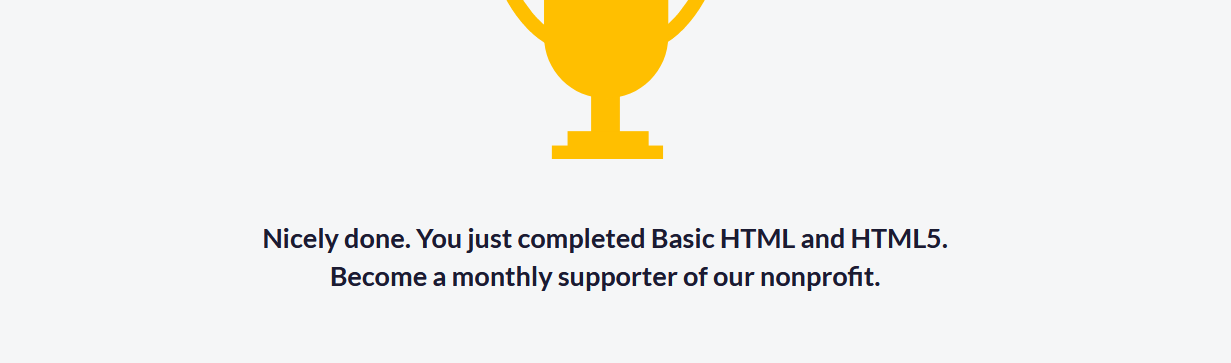 Nicely done. You just completed Basic HTML and HTML5.
Become a monthly supporter of our nonprofit.